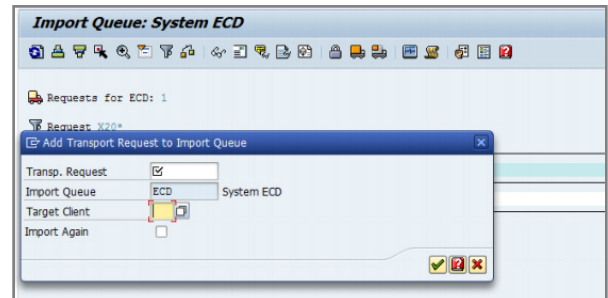 Import Queue: System ECD
Requests for ECD: 1
Request X20*
Add Transport Request to Import Queue
Transp. Request
Import Queue ECD System ECD
Target Client
Import Again